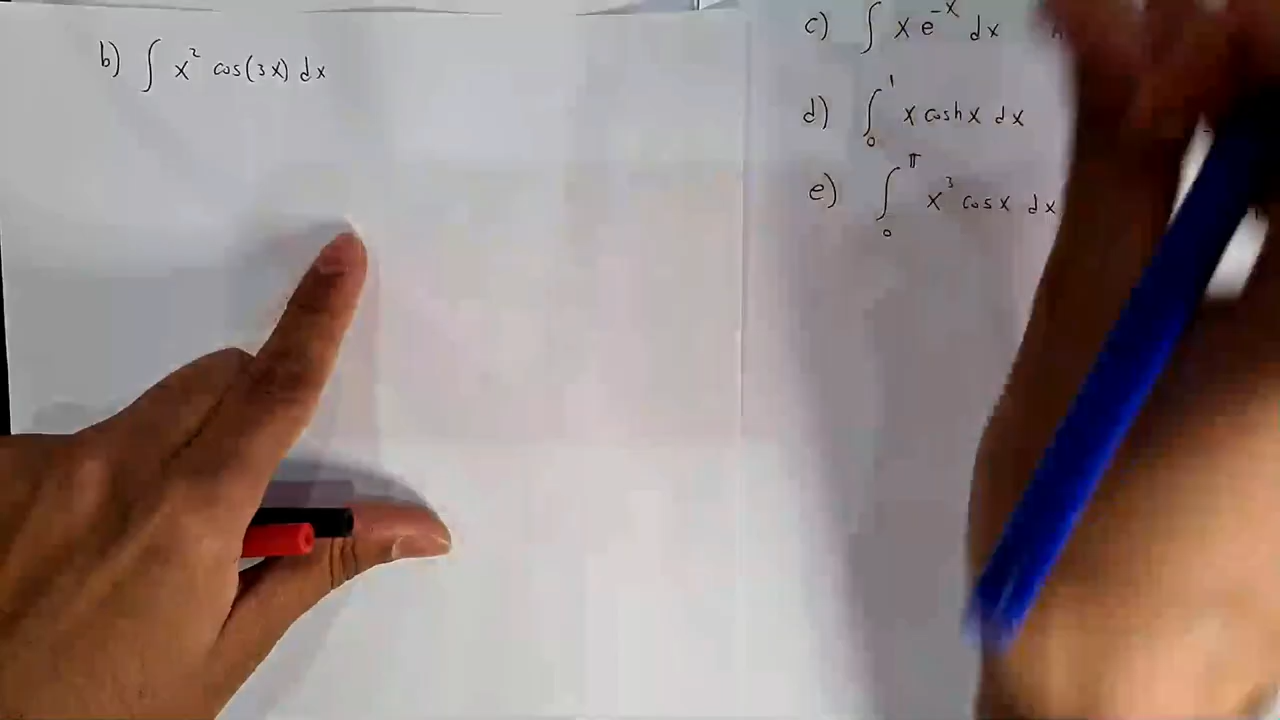 b) ∫ x² cos(3x) dx
c) ∫ x e⁻ˣ dx
d) ∫₀¹ x cosh x dx
e) ∫₀^π x³ cos x dx